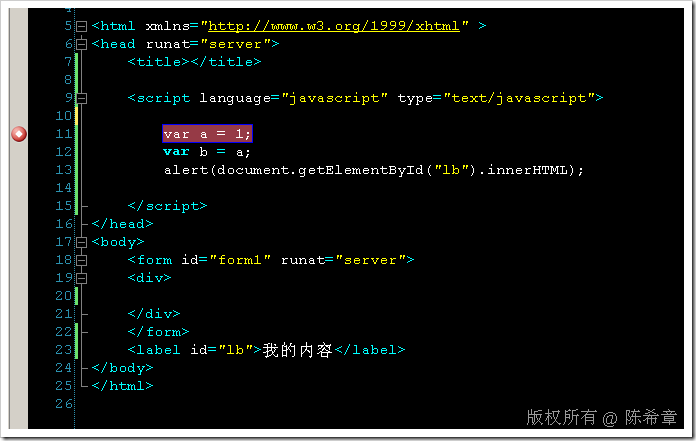 4
5 <html xmlns="http://www.w3.org/1999/xhtml" >
6 <head runat="server">
7 <title></title>
8
9 <script language="javascript" type="text/javascript">
10
11 var a = 1;
12 var b = a;
13 alert(document.getElementById("lb").innerHTML);
14
15 </script>
16 </head>
17 <body>
18 <form id="form1" runat="server">
19 <div>
20
21 </div>
22 </form>
23 <label id="lb">我的内容</label>
24 </body>
25 </html>
26
版权所有 @ 陈希章